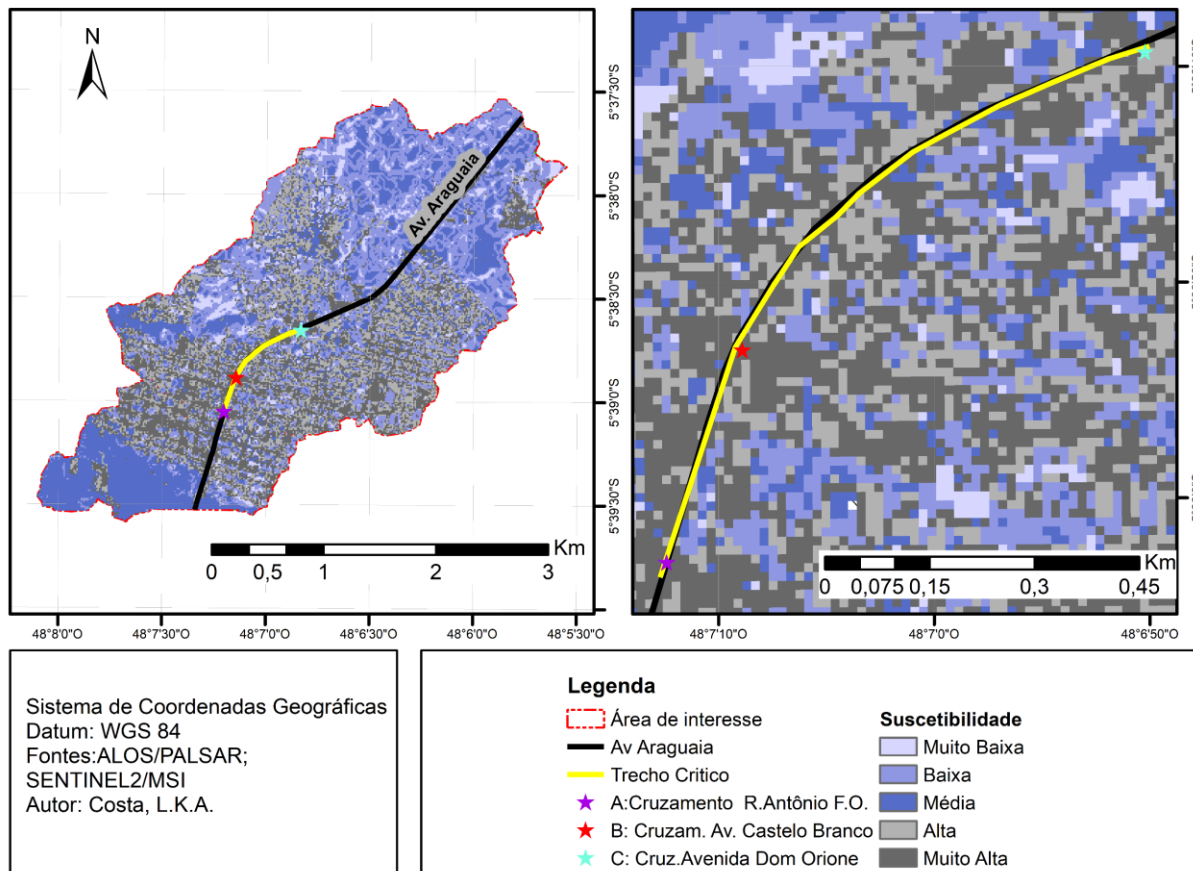 N
Av. Araguaia
5°37'30"S
5°38'0"S
5°38'30"S
5°39'0"S
5°39'30"S
Km
0 0,5 1 2 3
48°8'0"O 48°7'30"O 48°7'0"O 48°6'30"O 48°6'0"O 48°5'30"O
Km
0 0,075 0,15 0,3 0,45
48°7'0"O 48°6'50"O
Sistema de Coordenadas Geográficas
Datum: WGS 84
Fontes:ALOS/PALSAR;
SENTINEL2/MSI
Autor: Costa, L.K.A.
Legenda
Área de interesse
Av Araguaia
Trecho Critico
A:Cruzamento R.Antônio F.O.
B: Cruzam. Av. Castelo Branco
C: Cruz.Avenida Dom Orione
Suscetibilidade
Muito Baixa
Baixa
Média
Alta
Muito Alta